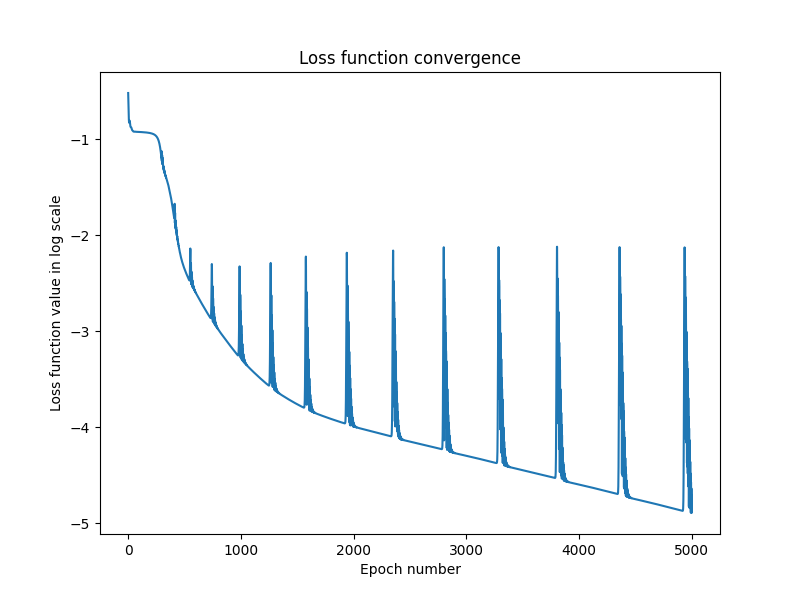 Loss function convergence
Loss function value in log scale
−1
−2
−3
−4
−5
0 1000 2000 3000 4000 5000
Epoch number